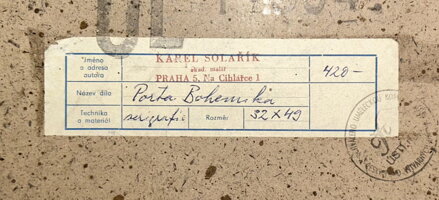 KAREL SOLAŘÍK
Jméno
a adresa
autora
akad. malíř
PRAHA 5, Na Cihlářce 1
420-
Název díla
Porta Bohemika
Technika
a materiál
serigrafie
Rozměr
32 x 49
ÚSTÍ